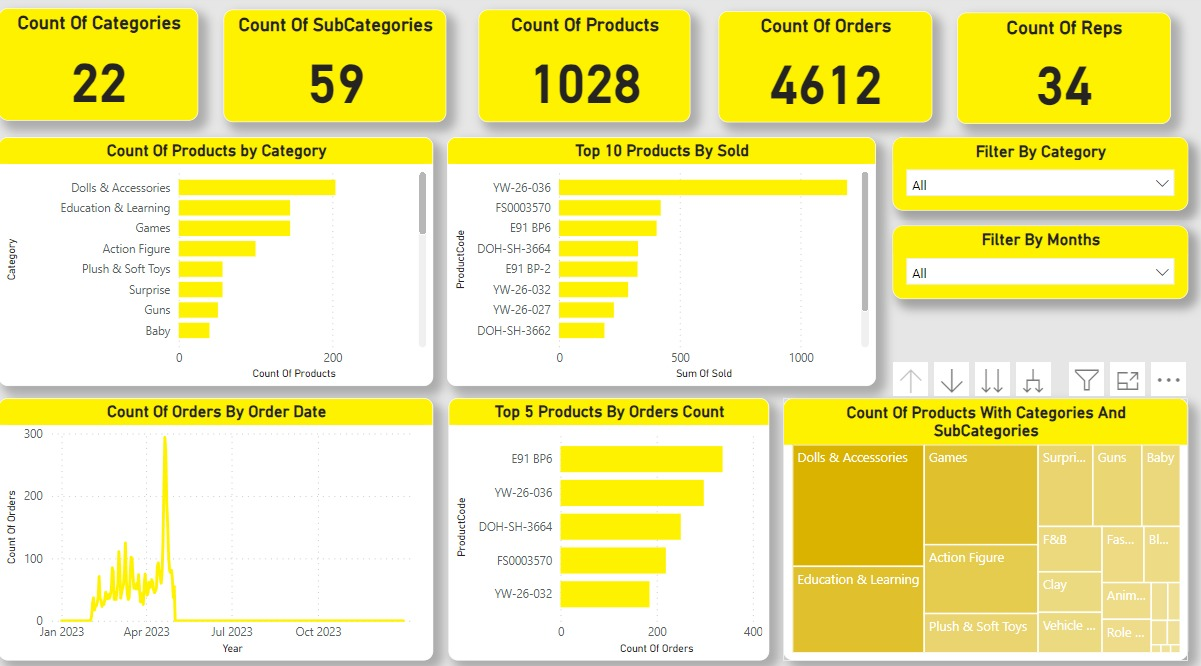 Count Of Categories
22
Count Of SubCategories
59
Count Of Products
1028
Count Of Orders
4612
Count Of Reps
34
Count Of Products by Category
Category
Dolls & Accessories
Education & Learning
Games
Action Figure
Plush & Soft Toys
Surprise
Guns
Baby
0
200
Count Of Products
Top 10 Products By Sold
ProductCode
YW-26-036
FS0003570
E91 BP6
DOH-SH-3664
E91 BP-2
YW-26-032
YW-26-027
DOH-SH-3662
0
500
1000
Sum Of Sold
Filter By Category
All
Filter By Months
All
Count Of Orders By Order Date
Count Of Orders
300
200
100
0
Jan 2023
Apr 2023
Jul 2023
Oct 2023
Year
Top 5 Products By Orders Count
ProductCode
E91 BP6
YW-26-036
DOH-SH-3664
FS0003570
YW-26-032
0
200
400
Count Of Orders
Count Of Products With Categories And
SubCategories
Dolls & Accessories
Education & Learning
Games
Action Figure
Plush & Soft Toys
Surpri...
Guns
Baby
F&B
Clay
Vehicle ...
Fas...
Bl...
Anim...
Role ...